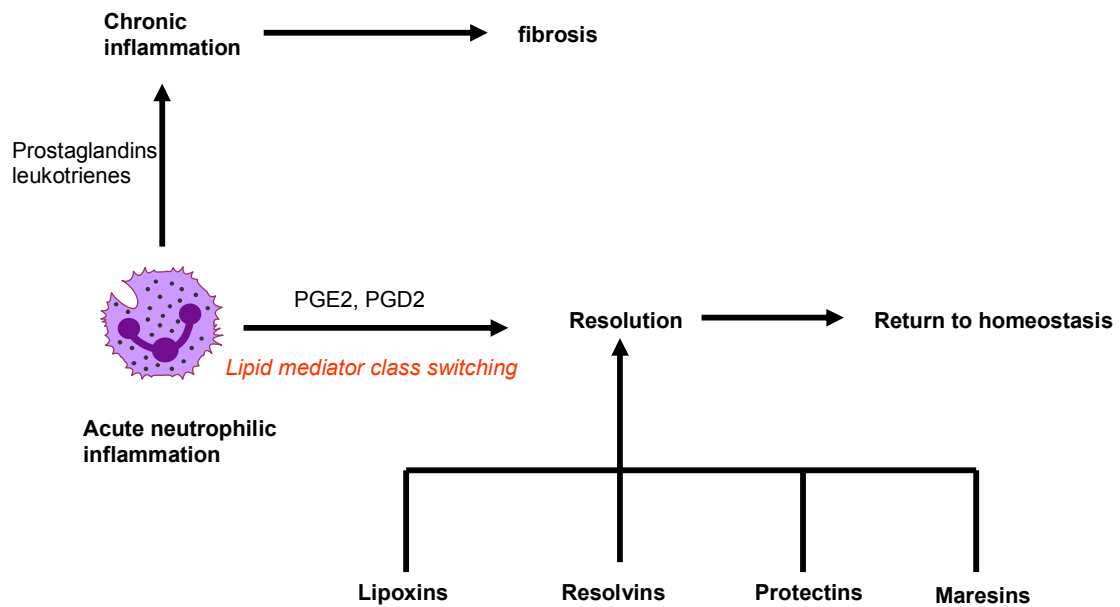 Chronic
inflammation
fibrosis
Prostaglandins
leukotrienes
PGE2, PGD2
Lipid mediator class switching
Resolution
Return to homeostasis
Acute neutrophilic
inflammation
Lipoxins
Resolvins
Protectins
Maresins